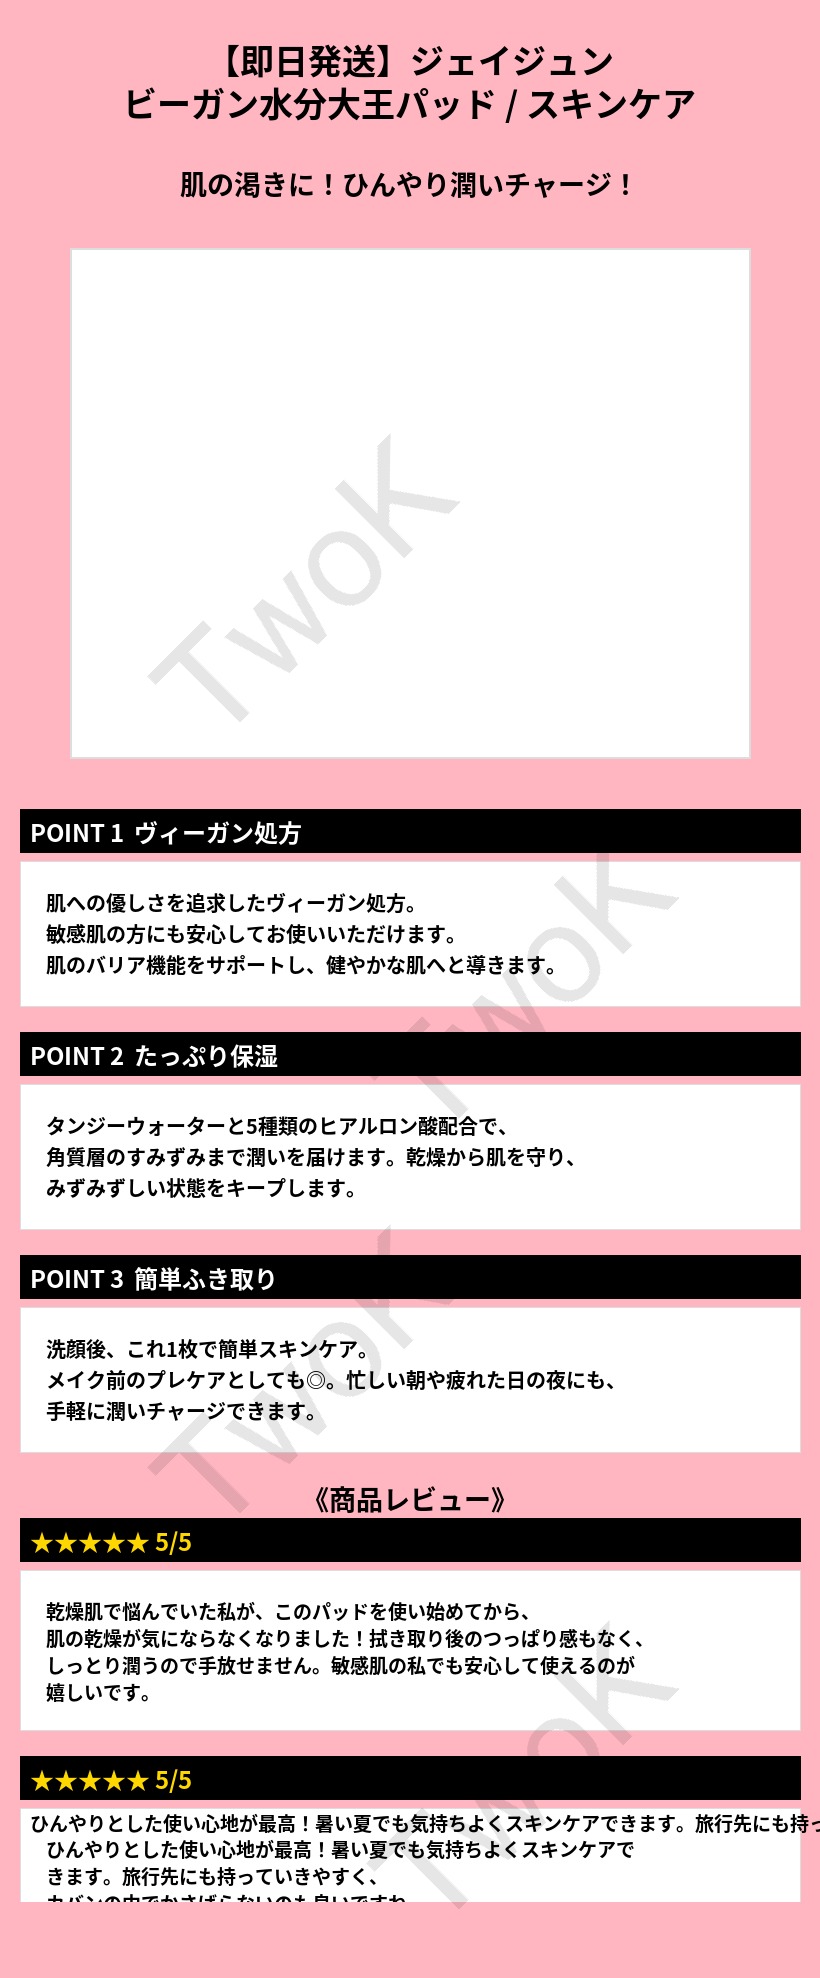 【即日発送】ジェイジュン
ビーガン水分大王パッド / スキンケア
肌の渇きに！ひんやり潤いチャージ！
TwoK
POINT 1 ヴィーガン処方
肌への優しさを追求したヴィーガン処方。
敏感肌の方にも安心してお使いいただけます。
肌のバリア機能をサポートし、健やかな肌へと導きます。
TwoK
POINT 2 たっぷり保湿
タンジーウォーターと5種類のヒアルロン酸配合で、
角質層のすみずみまで潤いを届けます。乾燥から肌を守り、
みずみずしい状態をキープします。
POINT 3 簡単ふき取り
洗顔後、これ1枚で簡単スキンケア。
メイク前のプレケアとしても◎。忙しい朝や疲れた日の夜にも、
手軽に潤いチャージできます。
TwoK
《商品レビュー》
★★★★★ 5/5
乾燥肌で悩んでいた私が、このパッドを使い始めてから、
肌の乾燥が気にならなくなりました！拭き取り後のつっぱり感もなく、
しっとり潤うので手放せません。敏感肌の私でも安心して使えるのが
嬉しいです。
TwoK
★★★★★ 5/5
ひんやりとした使い心地が最高！暑い夏でも気持ちよくスキンケアできます。旅行先にも持っ
ひんやりとした使い心地が最高！暑い夏でも気持ちよくスキンケアで
きます。旅行先にも持っていきやすく、
カバンの中でかさばらないのも良いですね